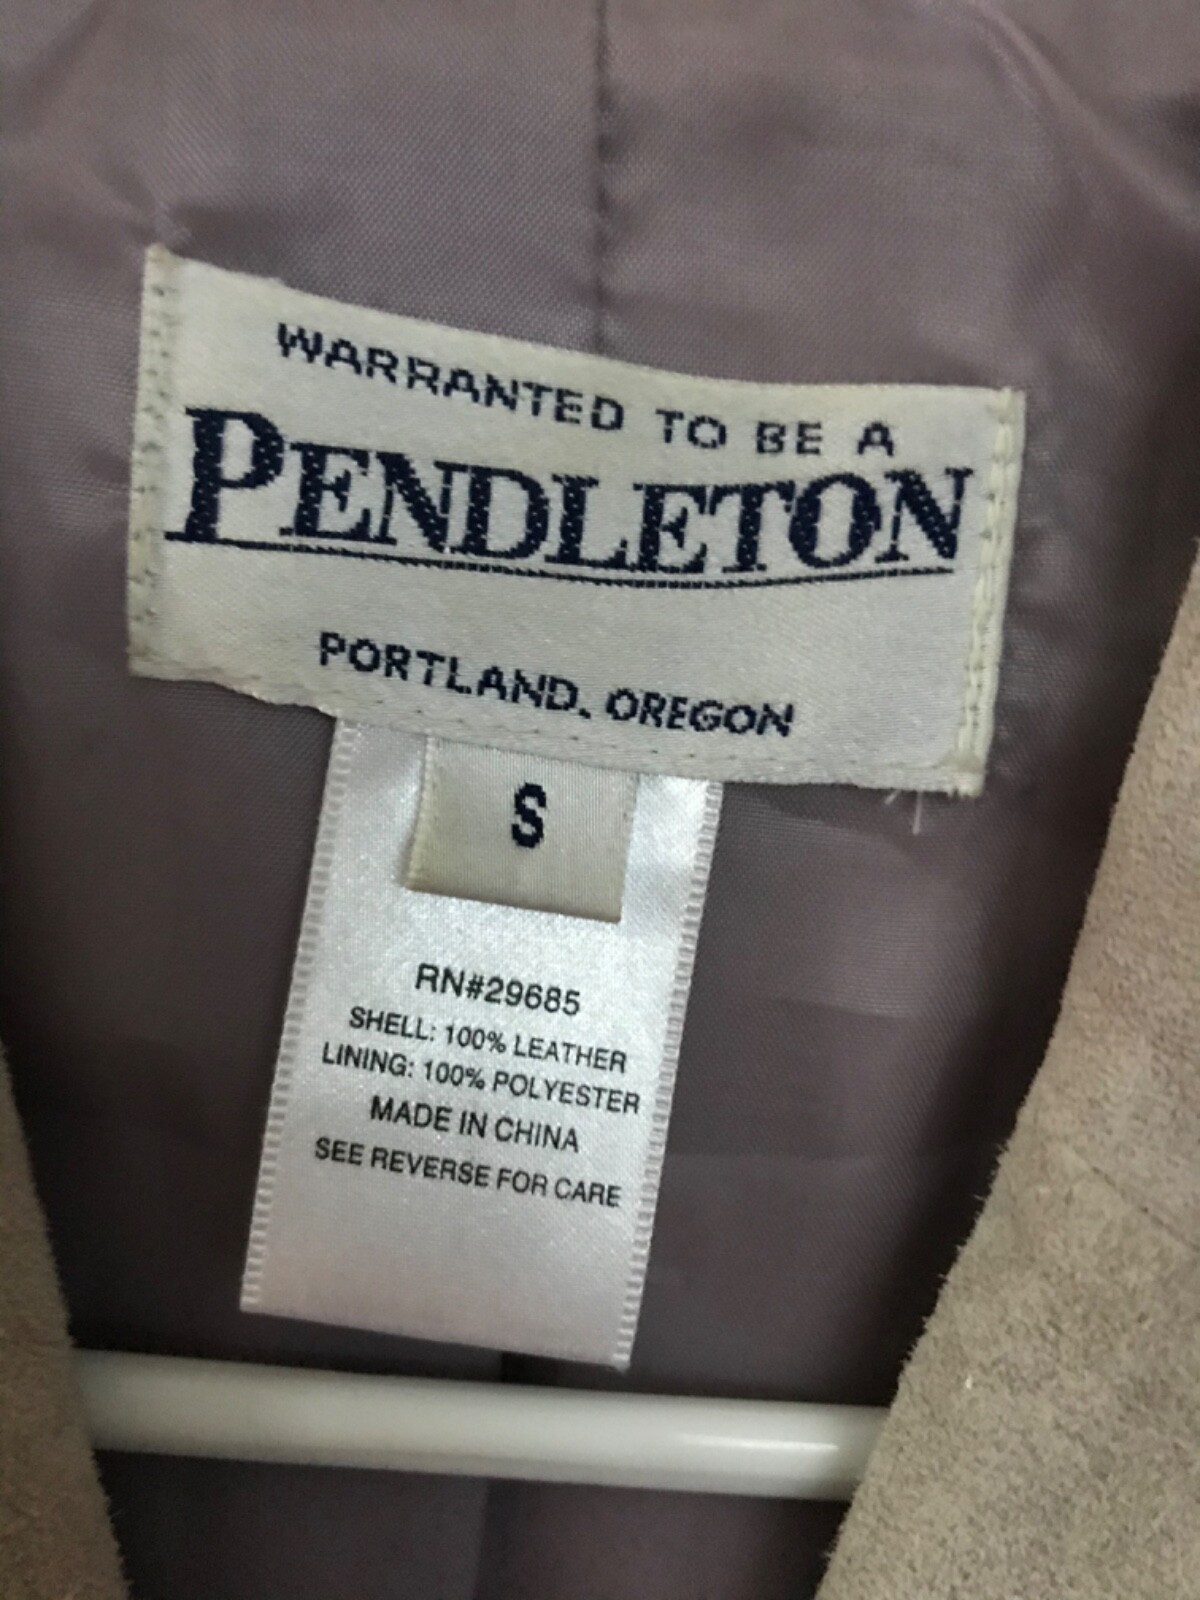 WARRANTED TO BE A
PENDLETON
PORTLAND, OREGON
S
RN#29685
SHELL: 100% LEATHER
LINING: 100% POLYESTER
MADE IN CHINA
SEE REVERSE FOR CARE